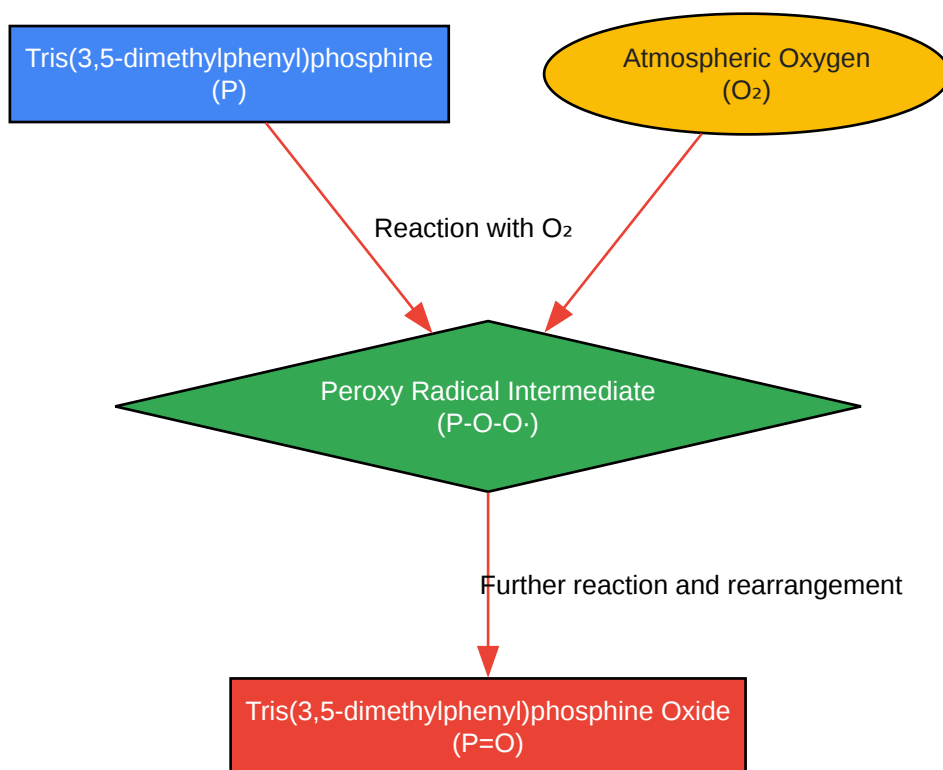 Tris(3,5-dimethylphenyl)phosphine
(P)
Atmospheric Oxygen
(O₂)
Reaction with O₂
Peroxy Radical Intermediate
(P-O-O·)
Further reaction and rearrangement
Tris(3,5-dimethylphenyl)phosphine Oxide
(P=O)